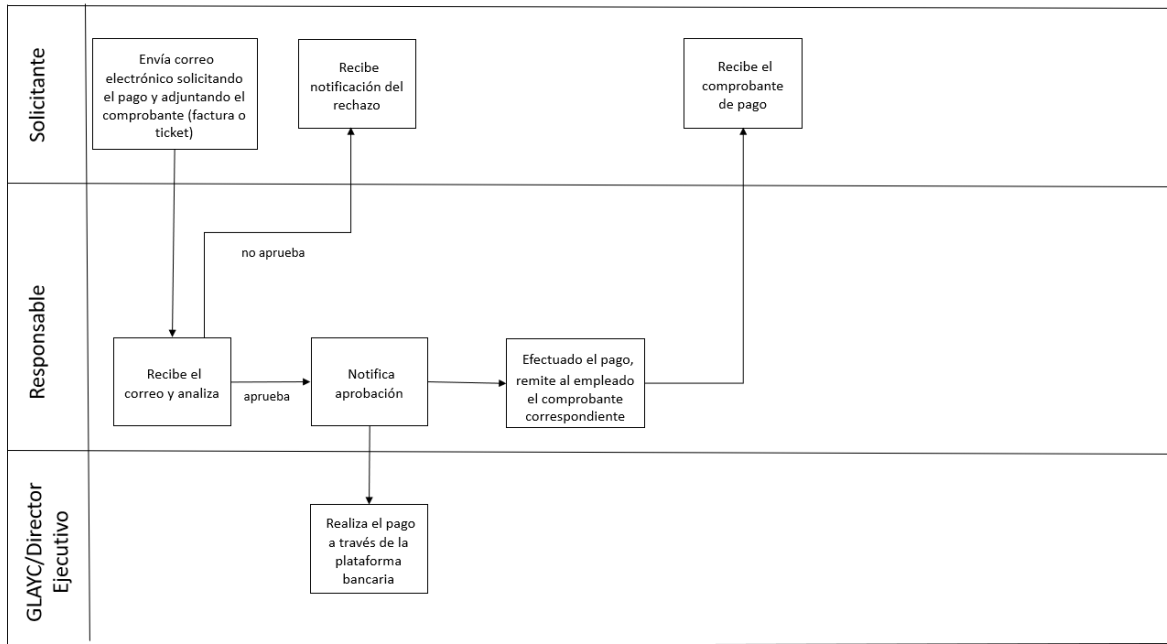 Solicitante
Envía correo
electrónico solicitando
el pago y adjuntando el
comprobante (factura o
ticket)
Recibe
notificación del
rechazo
Recibe el
comprobante
de pago
Responsable
no aprueba
Recibe el
correo y analiza
aprueba
Notifica
aprobación
Efectuado el pago,
remite al empleado
el comprobante
correspondiente
GLAYC/Director
Ejecutivo
Realiza el pago
a través de la
plataforma
bancaria